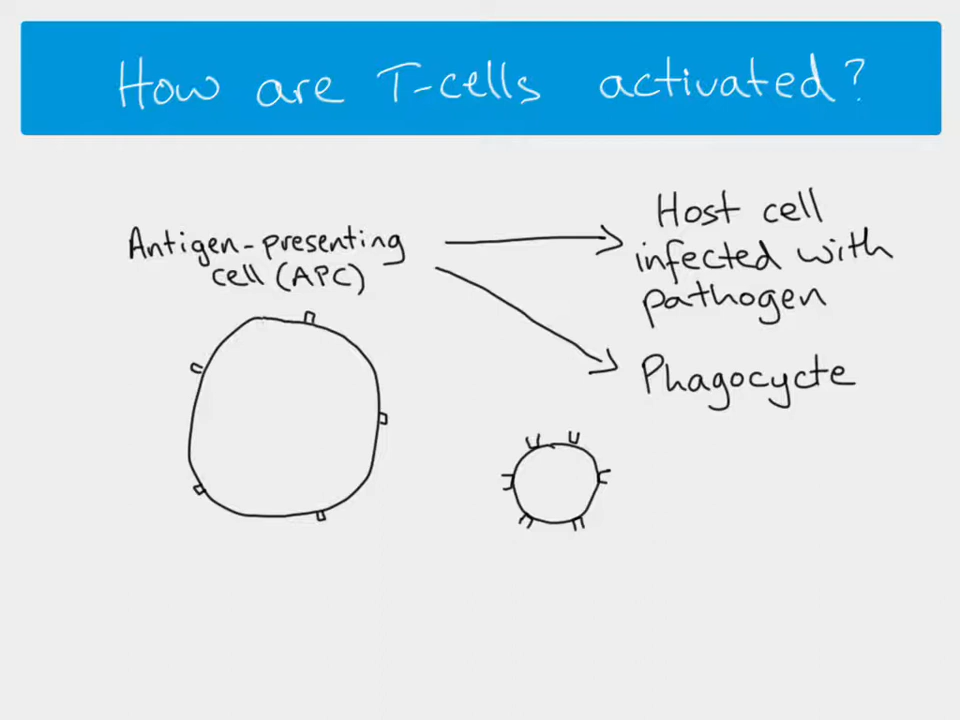 How are T-cells activated?
Antigen-presenting
cell (APC)
Host cell
infected with
pathogen
Phagocycte